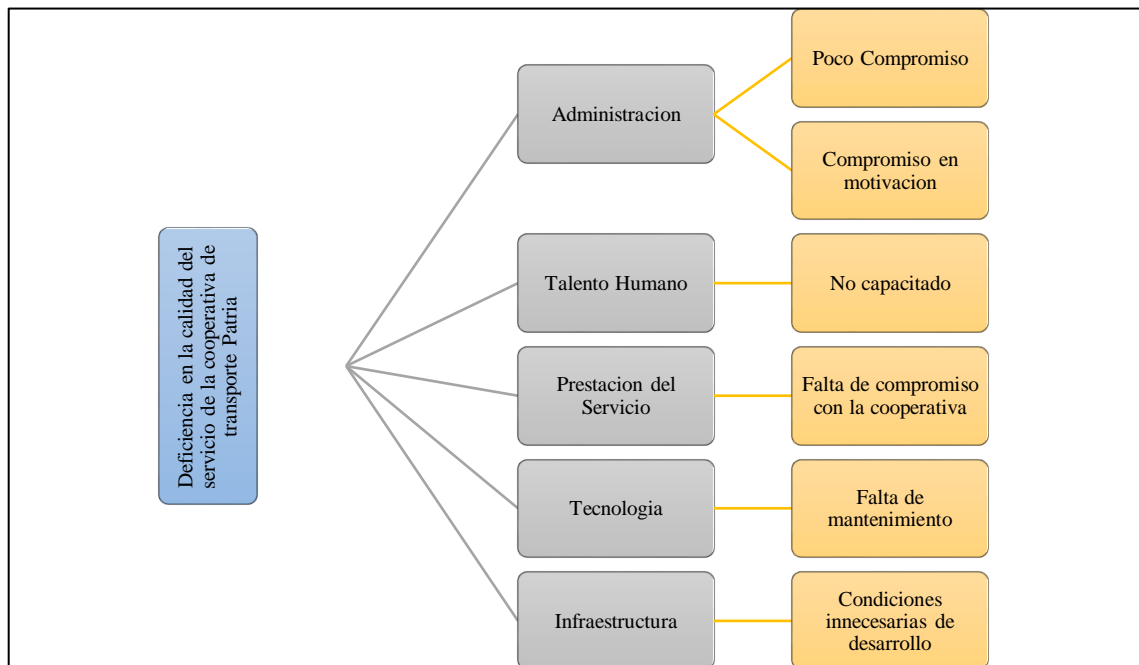 Deficiencia en la calidad del
servicio de la cooperativa de
transporte Patria
Administracion
Poco Compromiso
Compromiso en
motivacion
Talento Humano
No capacitado
Prestacion del
Servicio
Falta de compromiso
con la cooperativa
Tecnologia
Falta de
mantenimiento
Infraestructura
Condiciones
innecesarias de
desarrollo